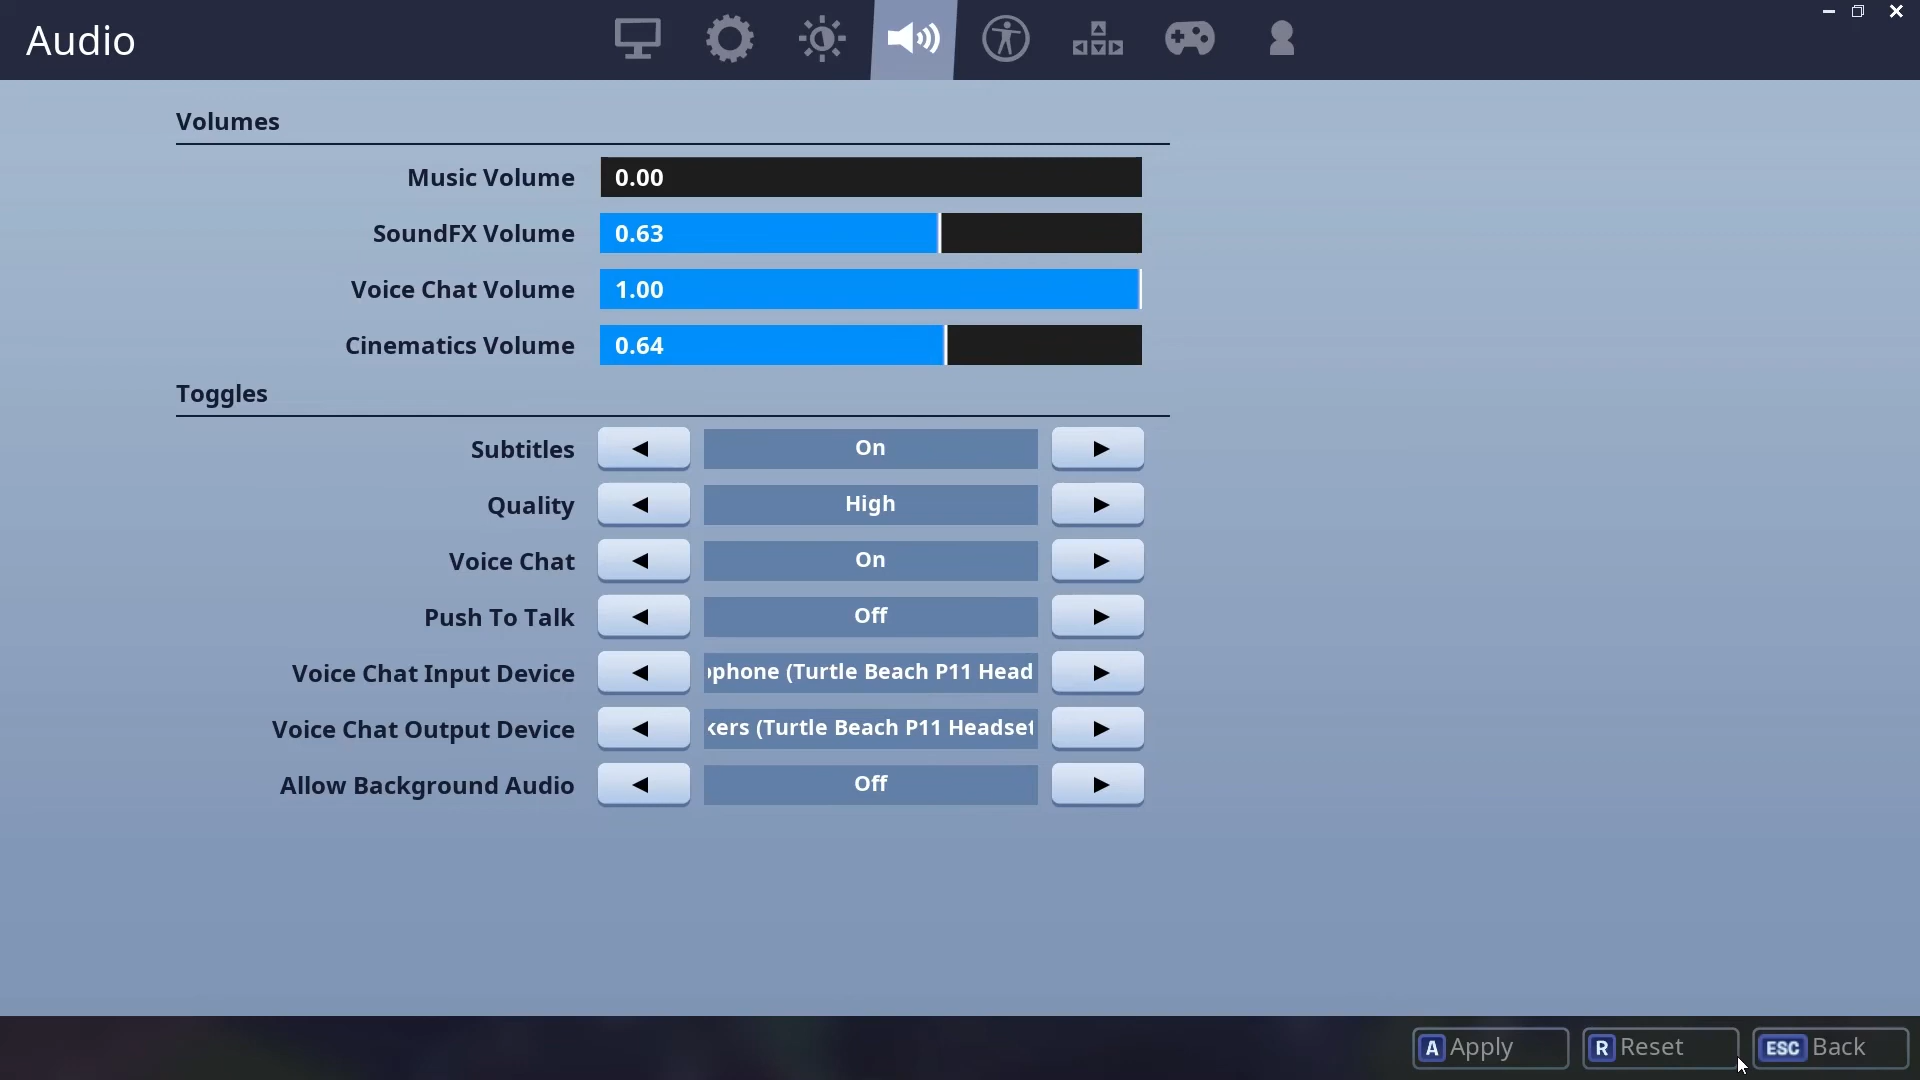 Audio
Volumes
Music Volume 0.00
SoundFX Volume 0.63
Voice Chat Volume 1.00
Cinematics Volume 0.64
Toggles
Subtitles On
Quality High
Voice Chat On
Push To Talk Off
Voice Chat Input Device ophone (Turtle Beach P11 Head
Voice Chat Output Device kers (Turtle Beach P11 Headset
Allow Background Audio Off
A Apply R Reset ESC Back